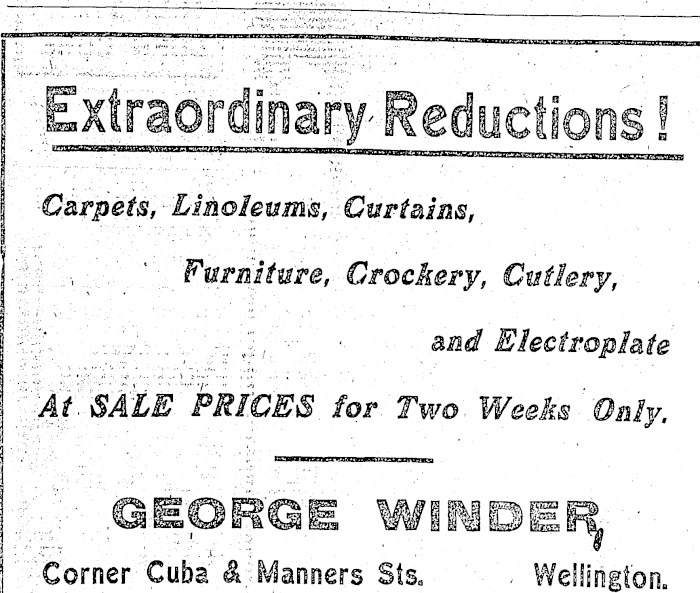 Extraordinary Reductions!
Carpets, Linoleums, Curtains,
Furniture, Crockery, Cutlery,
and Electroplate
At SALE PRICES for Two Weeks Only.
GEORGE WINDER,
Corner Cuba & Manners Sts. Wellington.